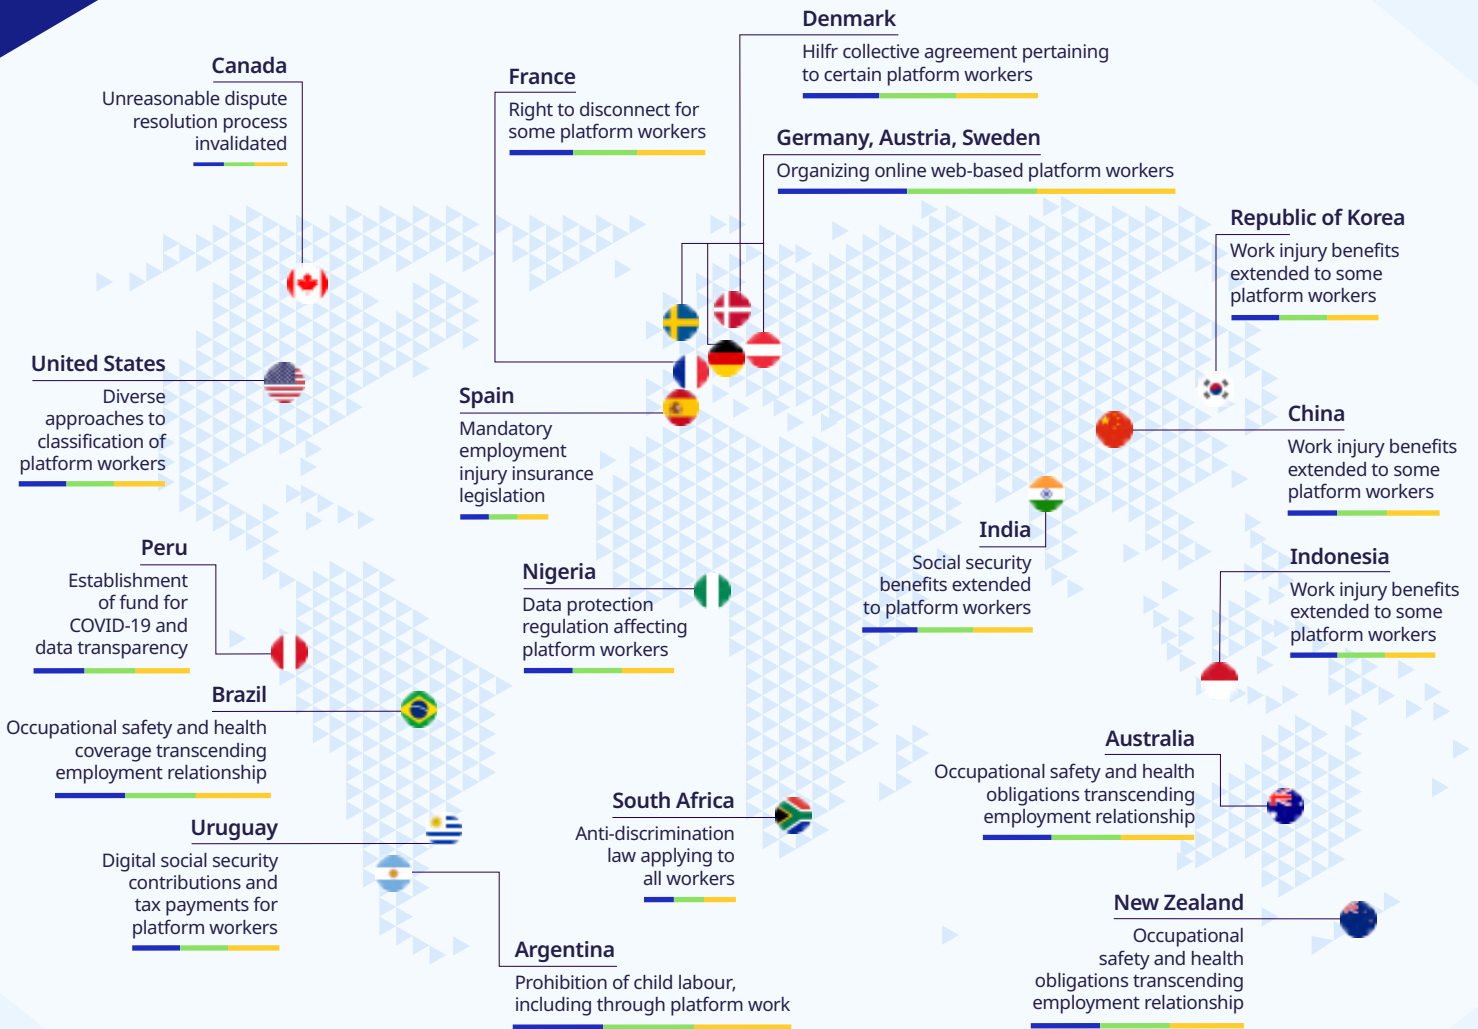 Denmark
Hilfr collective agreement pertaining
to certain platform workers
Canada
Unreasonable dispute
resolution process
invalidated
France
Right to disconnect for
some platform workers
Germany, Austria, Sweden
Organizing online web-based platform workers
Republic of Korea
Work injury benefits
extended to some
platform workers
United States
Diverse
approaches to
classification of
platform workers
Spain
Mandatory
employment
injury insurance
legislation
China
Work injury benefits
extended to some
platform workers
India
Social security
benefits extended
to platform workers
Peru
Establishment
of fund for
COVID-19 and
data transparency
Nigeria
Data protection
regulation affecting
platform workers
Indonesia
Work injury benefits
extended to some
platform workers
Brazil
Occupational safety and health
coverage transcending
employment relationship
Australia
Occupational safety and health
obligations transcending
employment relationship
Uruguay
Digital social security
contributions and
tax payments for
platform workers
South Africa
Anti-discrimination
law applying to
all workers
Argentina
Prohibition of child labour,
including through platform work
New Zealand
Occupational
safety and health
obligations transcending
employment relationship